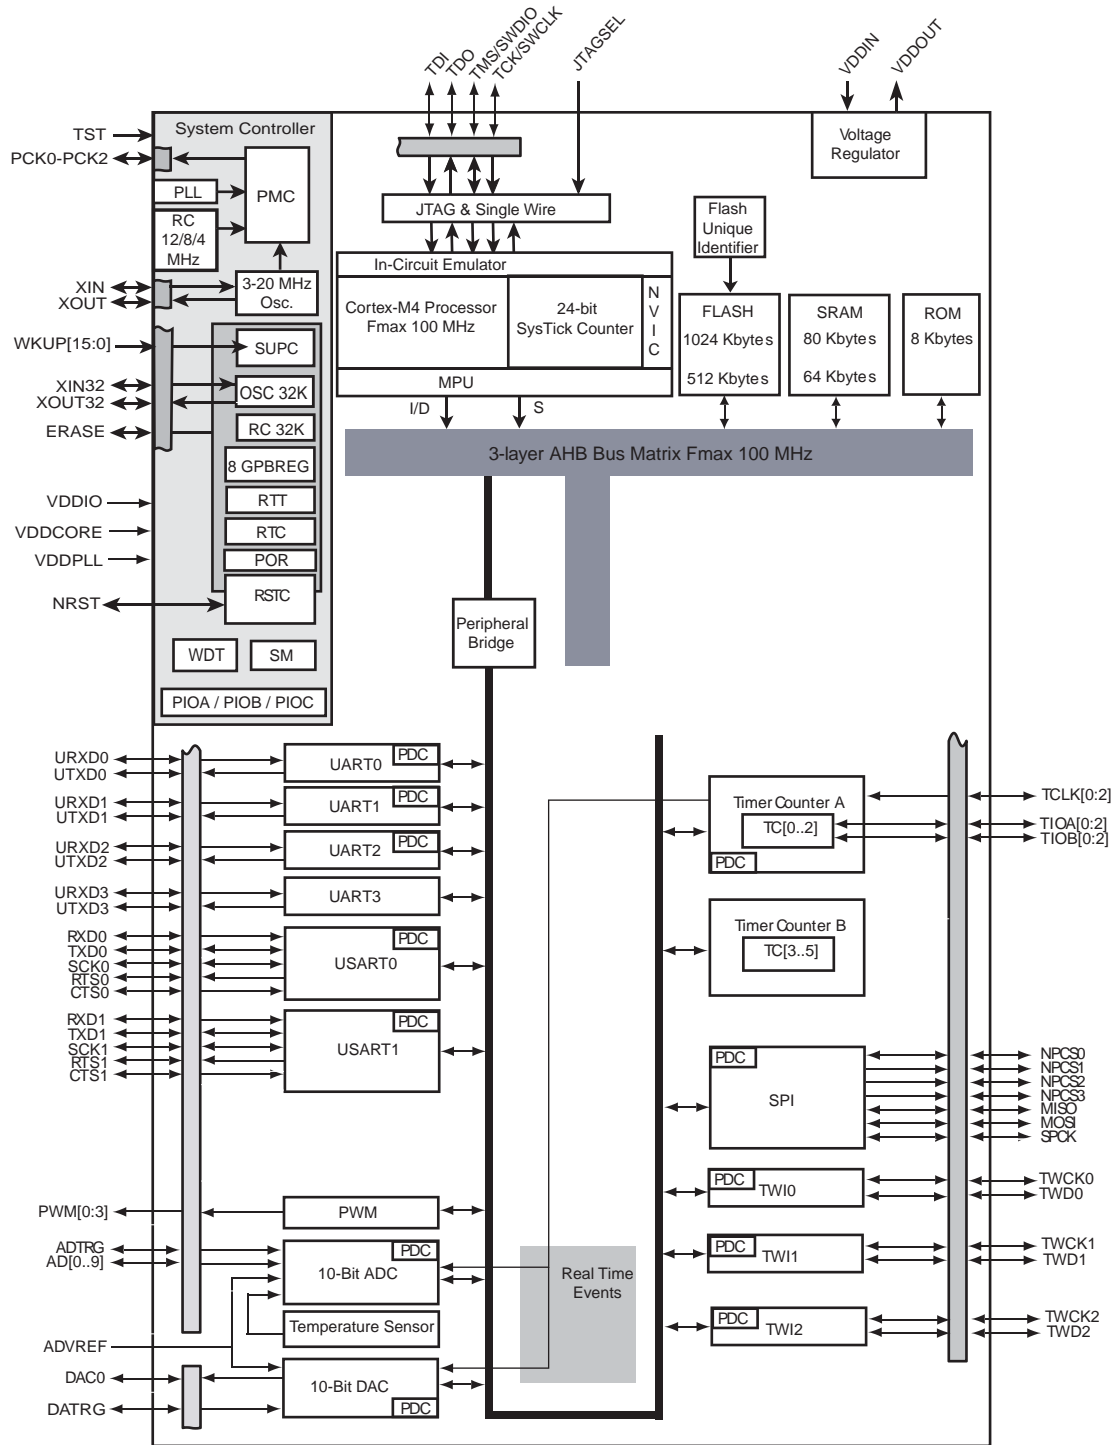 TDI
TDO
TMS/SWDIO
TCK/SWCLK
JTAGSEL
VDDIN
VDDOUT
System Controller
TST
PCK0-PCK2
PLL
PMC
RC
12/8/4
MHz
XIN
XOUT
3-20 MHz
Osc.
WKUP[15:0]
SUPC
XIN32
XOUT32
OSC 32K
ERASE
RC 32K
8 GPBREG
VDDIO
RTT
VDDCORE
RTC
VDDPLL
POR
NRST
RSTC
WDT
SM
PIOA / PIOB / PIOC
Voltage
Regulator
JTAG & Single Wire
Flash
Unique
Identifier
In-Circuit Emulator
Cortex-M4 Processor
Fmax 100 MHz
24-bit
SysTick Counter
N
V
I
C
MPU
FLASH
1024 Kbytes
512 Kbytes
SRAM
80 Kbytes
64 Kbytes
ROM
8 Kbytes
I/D
S
3-layer AHB Bus Matrix Fmax 100 MHz
Peripheral
Bridge
URXD0
UTXD0
PDC
UART0
URXD1
UTXD1
PDC
UART1
URXD2
UTXD2
PDC
UART2
URXD3
UTXD3
UART3
RXD0
TXD0
SCK0
RTS0
CTS0
PDC
USART0
RXD1
TXD1
SCK1
RTS1
CTS1
PDC
USART1
PWM[0:3]
PWM
ADTRG
AD[0..9]
PDC
10-Bit ADC
Temperature Sensor
ADVREF
DAC0
DATRG
10-Bit DAC
PDC
Real Time
Events
Timer Counter A
TC[0..2]
PDC
TCLK[0:2]
TIOA[0:2]
TIOB[0:2]
Timer Counter B
TC[3..5]
PDC
SPI
NPCS0
NPCS1
NPCS2
NPCS3
MISO
MOSI
SPCK
PDC
TWI0
TWCK0
TWD0
PDC
TWI1
TWCK1
TWD1
PDC
TWI2
TWCK2
TWD2